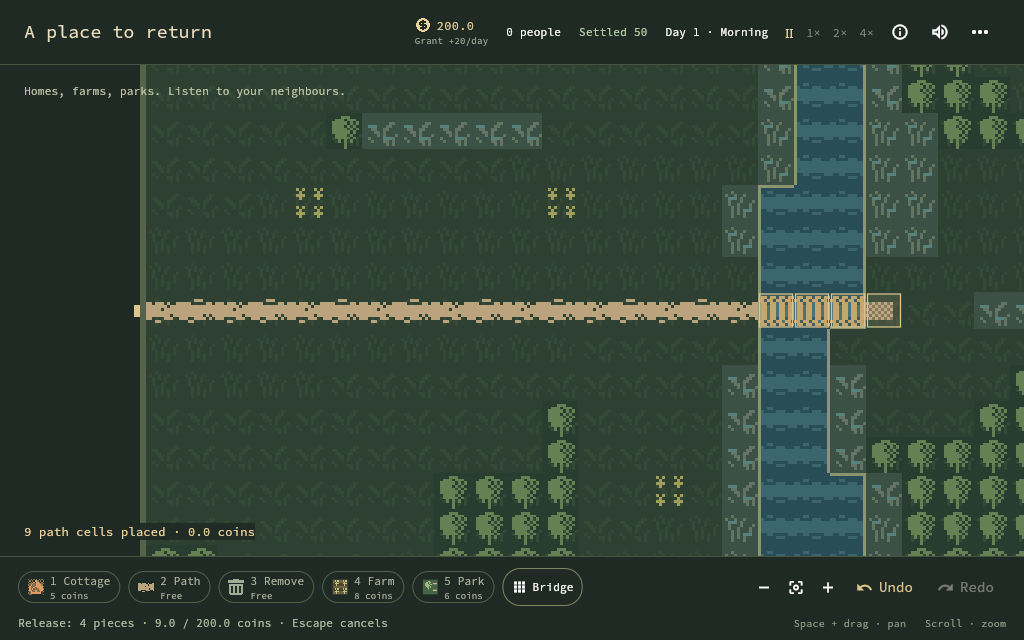 A place to return
200.0
Grant +20/day
0 people
Settled 50
Day 1 · Morning
II 1× 2× 4×
Homes, farms, parks. Listen to your neighbours.
9 path cells placed · 0.0 coins
1 Cottage
5 coins
2 Path
Free
3 Remove
Free
4 Farm
8 coins
5 Park
6 coins
Bridge
Undo
Redo
Release: 4 pieces · 9.0 / 200.0 coins · Escape cancels
Space + drag · pan
Scroll · zoom